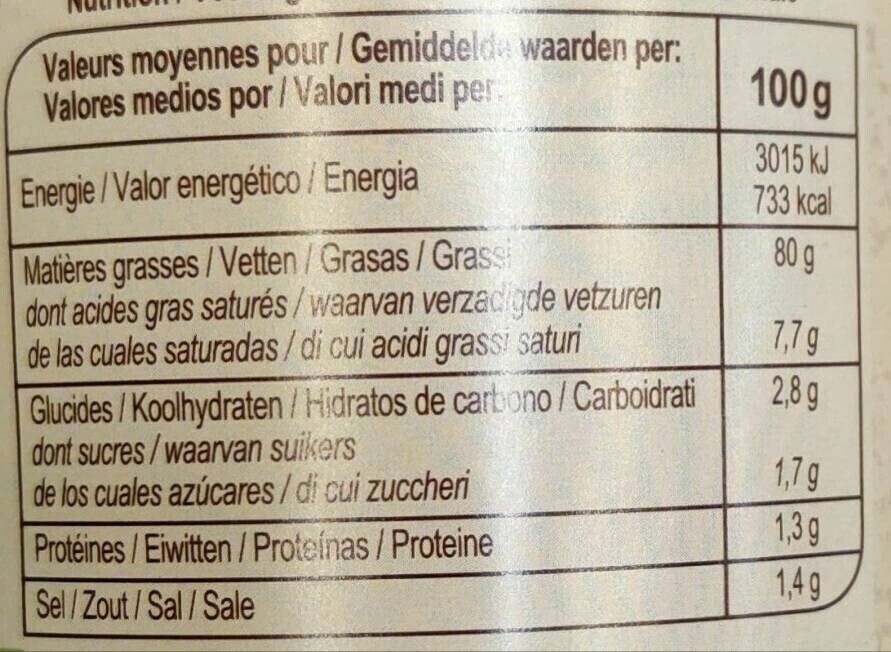 Valeurs moyennes pour / Gemiddelde waarden per:
Valores medios por / Valori medi per:
100 g
Energie / Valor energético / Energia
3015 kJ
733 kcal
Matières grasses / Vetten / Grasas / Grassi
80 g
dont acides gras saturés / waarvan verzadigde vetzuren
de las cuales saturadas / di cui acidi grassi saturi
7,7 g
Glucides / Koolhydraten / Hidratos de carbono / Carboidrati
2,8 g
dont sucres / waarvan suikers
de los cuales azúcares / di cui zuccheri
1,7 g
Protéines / Eiwitten / Proteínas / Proteine
1,3 g
Sel / Zout / Sal / Sale
1,4 g